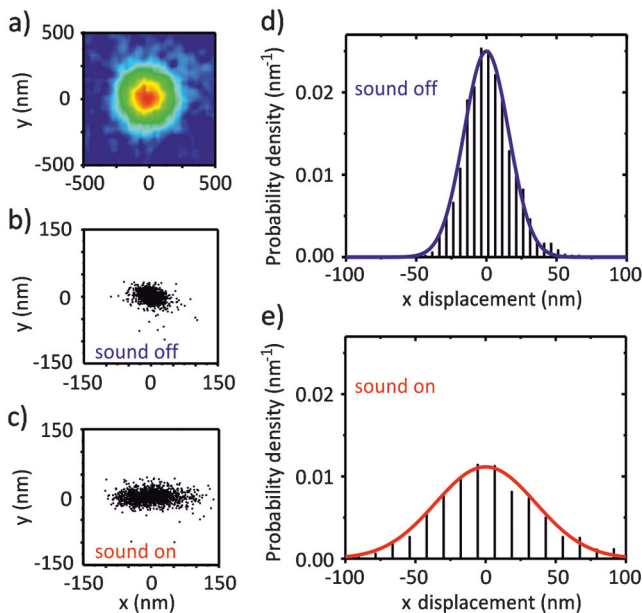 a)
500
0
-500
y (nm)
-500
0
500
b)
150
0
-150
y (nm)
sound off
-150
0
150
c)
150
0
-150
y (nm)
sound on
-150
0
150
x (nm)
d)
Probability density (nm⁻¹)
0.02
0.01
0.00
sound off
-100
-50
0
50
100
x displacement (nm)
e)
Probability density (nm⁻¹)
0.02
0.01
0.00
sound on
-100
-50
0
50
100
x displacement (nm)